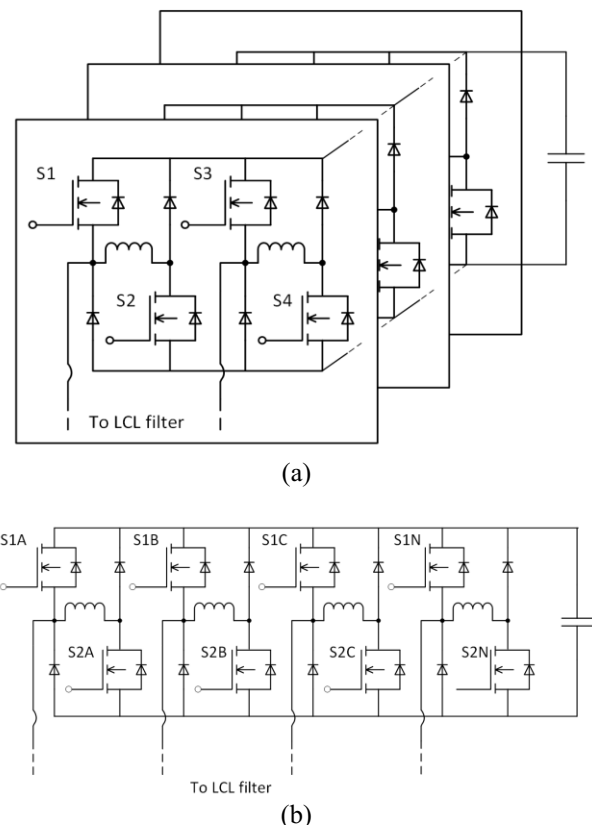 S1 S3
S2 S4
To LCL filter
(a)
S1A S1B S1C S1N
S2A S2B S2C S2N
To LCL filter
(b)